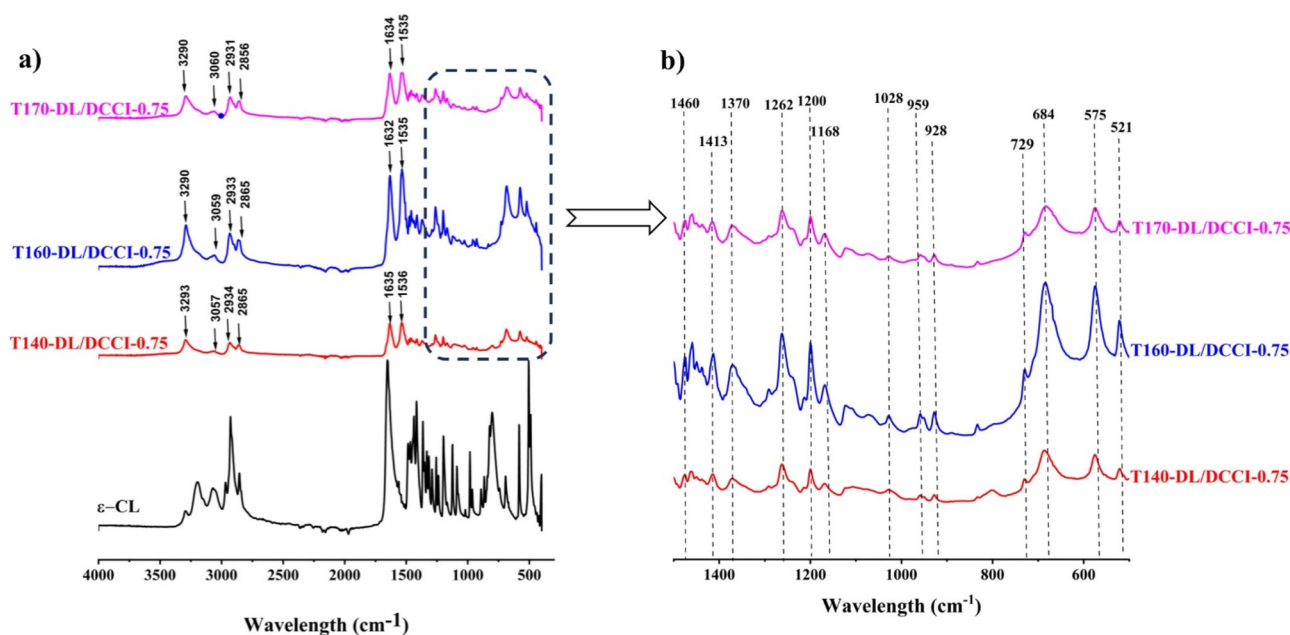 a)
3290
3060
2931
2856
1634
1535
T170-DL/DCCI-0.75
3290
3059
2933
2865
1632
1535
T160-DL/DCCI-0.75
3293
3057
2934
2865
1635
1536
T140-DL/DCCI-0.75
ε−CL
4000 3500 3000 2500 2000 1500 1000 500
Wavelength (cm⁻¹)
b)
1460 1370 1262 1200 1028 959 684 575
1413 1168 928 729 521
T170-DL/DCCI-0.75
T160-DL/DCCI-0.75
T140-DL/DCCI-0.75
1400 1200 1000 800 600
Wavelength (cm⁻¹)